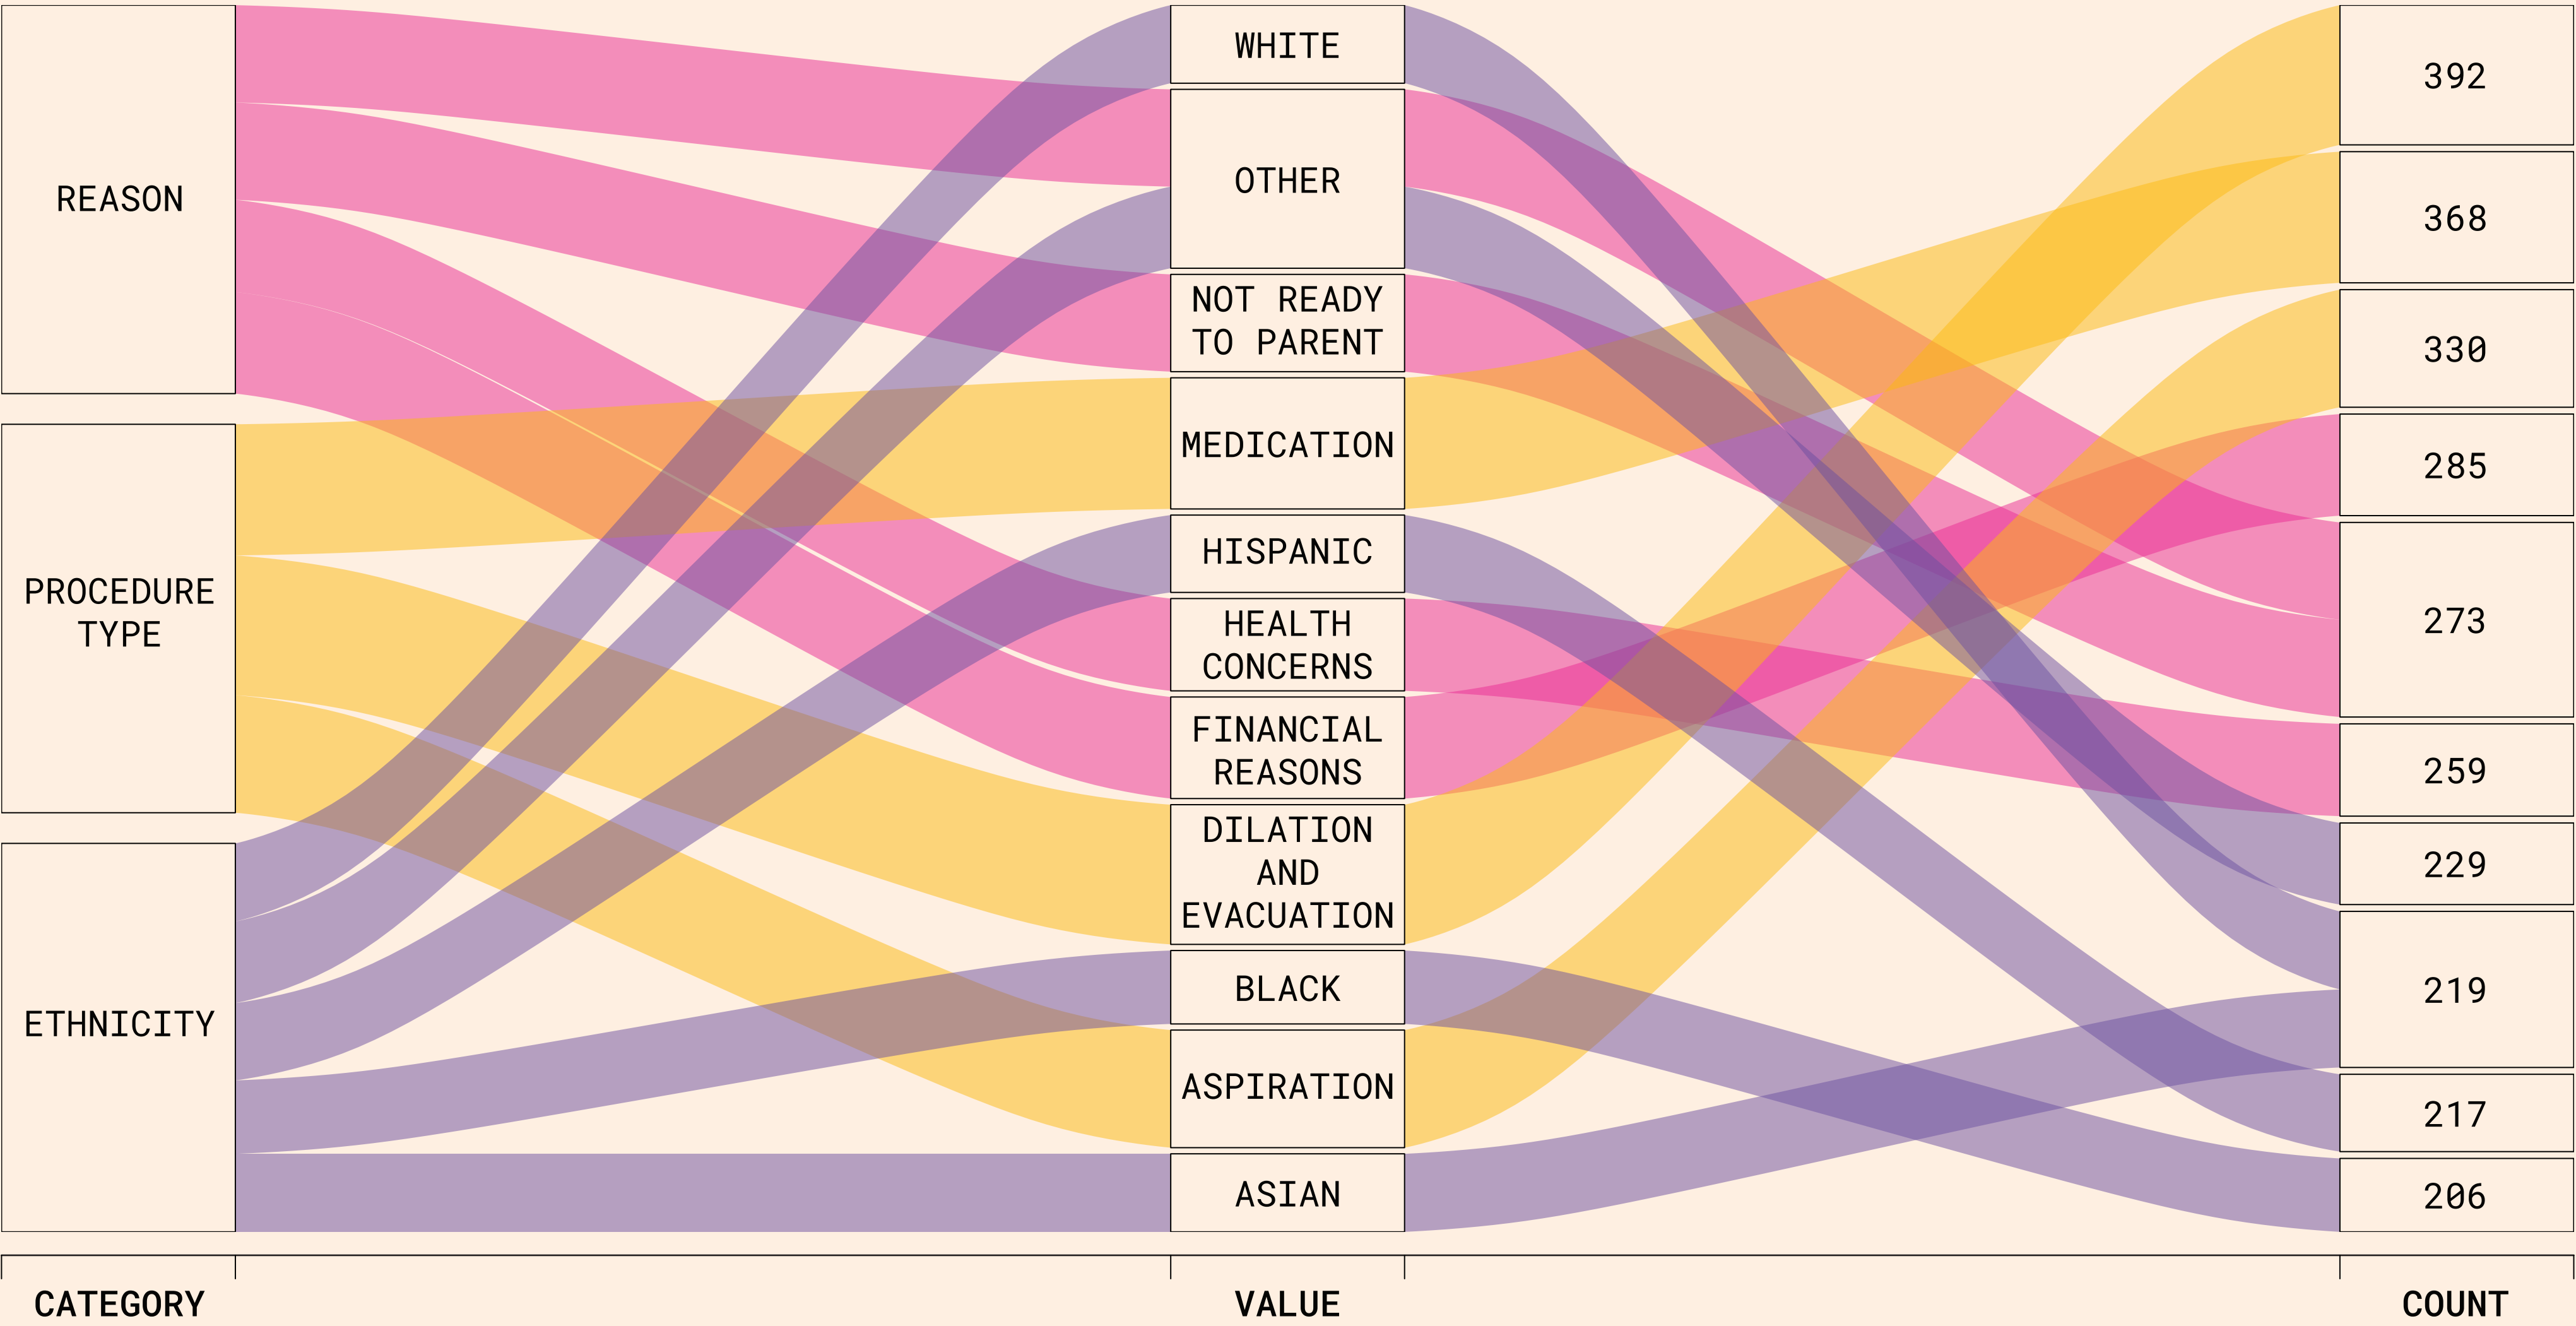 REASON
PROCEDURE
TYPE
ETHNICITY
CATEGORY
WHITE
OTHER
NOT READY
TO PARENT
MEDICATION
HISPANIC
HEALTH
CONCERNS
FINANCIAL
REASONS
DILATION
AND
EVACUATION
BLACK
ASPIRATION
ASIAN
VALUE
392
368
330
285
273
259
229
219
217
206
COUNT